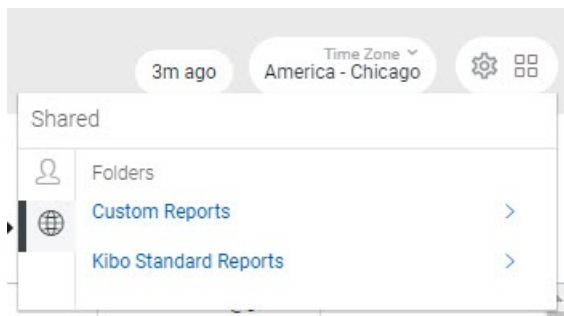 3m ago
Time Zone
America - Chicago
Shared
Folders
Custom Reports
Kibo Standard Reports